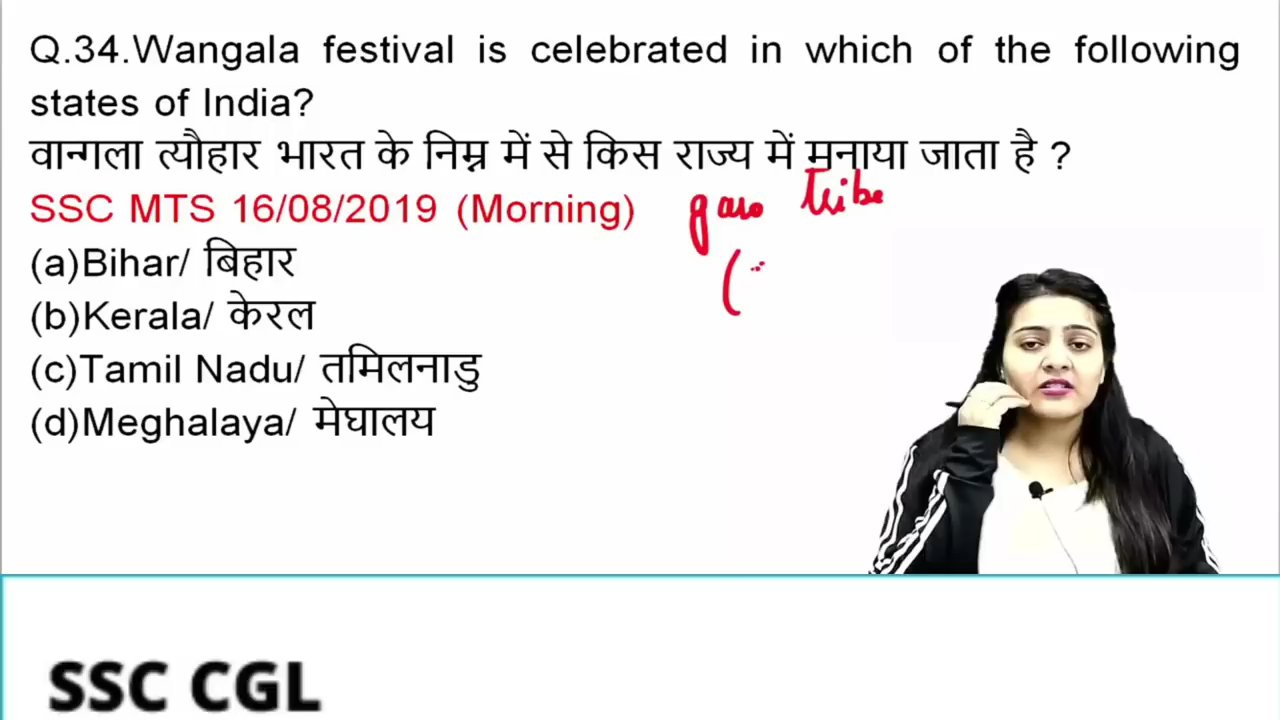 Q.34.Wangala festival is celebrated in which of the following
states of India?
वान्गला त्यौहार भारत के निम्न में से किस राज्य में मनाया जाता है ?
SSC MTS 16/08/2019 (Morning)
garo tribe
(
(a)Bihar/ बिहार
(b)Kerala/ केरल
(c)Tamil Nadu/ तमिलनाडु
(d)Meghalaya/ मेघालय
SSC CGL